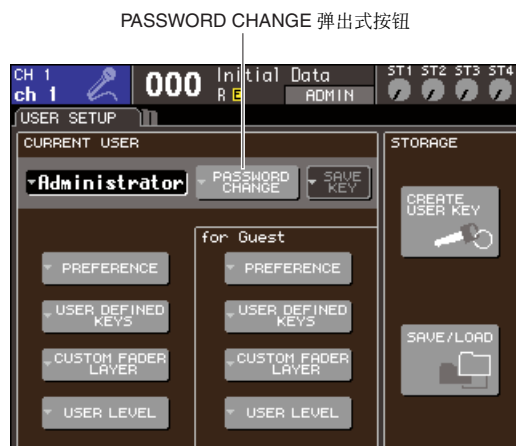 PASSWORD CHANGE 弹出式按钮
CH 1
ch 1
000
Initial Data
R E
ADMIN
ST1 ST2 ST3 ST4
USER SETUP
CURRENT USER
STORAGE
Administrator
PASSWORD
CHANGE
SAVE
KEY
CREATE
USER KEY
for Guest
PREFERENCE
PREFERENCE
USER DEFINED
KEYS
USER DEFINED
KEYS
SAVE/LOAD
CUSTOM FADER
LAYER
CUSTOM FADER
LAYER
USER LEVEL
USER LEVEL